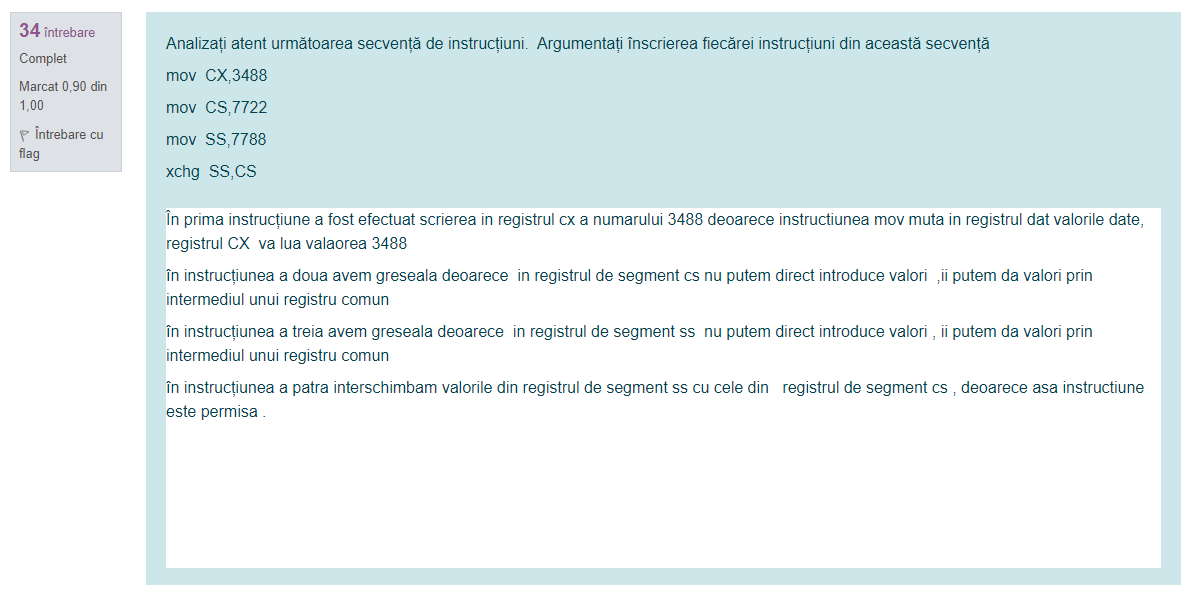 34 întrebare
Complet
Marcat 0,90 din
1,00
Întrebare cu
flag
Analizați atent următoarea secvență de instrucțiuni.  Argumentați înscrierea fiecărei instrucțiuni din această secvență
mov  CX,3488
mov  CS,7722
mov  SS,7788
xchg  SS,CS
În prima instrucțiune a fost efectuat scrierea in registrul cx a numarului 3488 deoarece instructiunea mov muta in registrul dat valorile date,
registrul CX  va lua valaorea 3488
în instrucțiunea a doua avem greseala deoarece  in registrul de segment cs nu putem direct introduce valori  ,ii putem da valori prin
intermediul unui registru comun
în instrucțiunea a treia avem greseala deoarece  in registrul de segment ss  nu putem direct introduce valori , ii putem da valori prin
intermediul unui registru comun
în instrucțiunea a patra interschimbam valorile din registrul de segment ss cu cele din   registrul de segment cs , deoarece asa instructiune
este permisa .